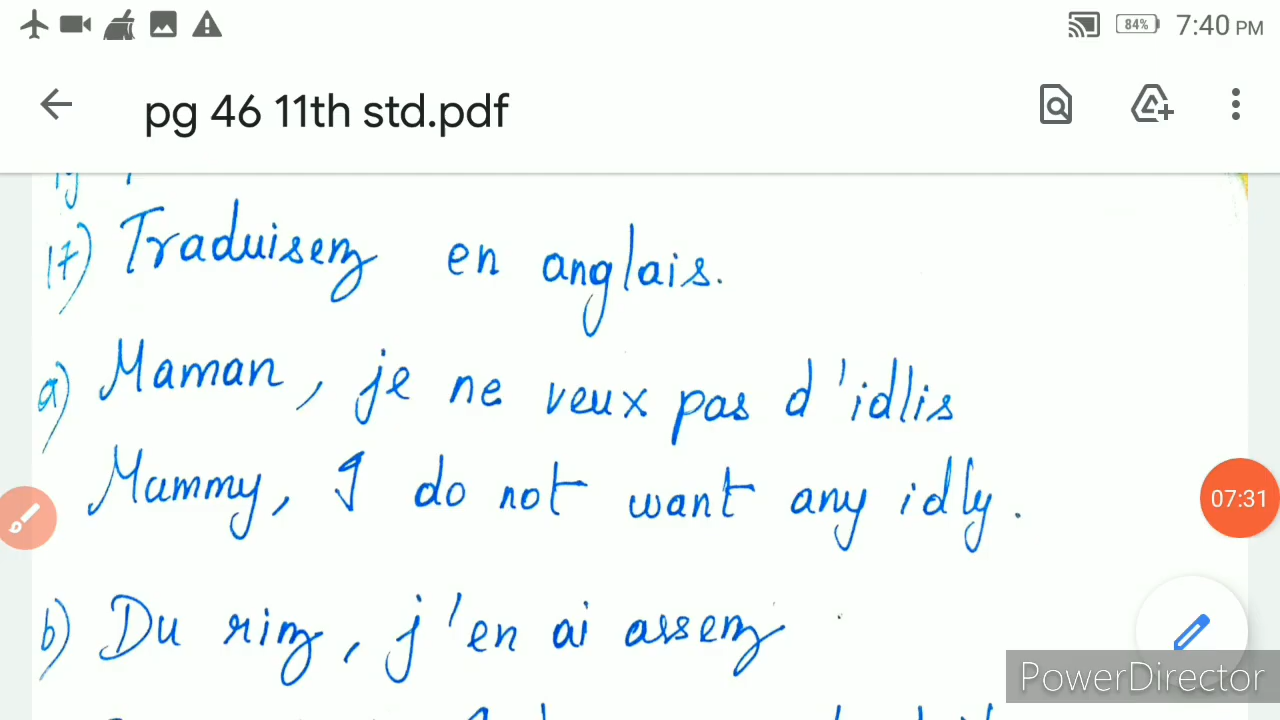 84% 7:40 PM
pg 46 11th std.pdf
17) Traduisez en anglais.
a) Maman, je ne veux pas d'idlis
Mammy, I do not want any idly.
07:31
b) Du riz, j'en ai assez
PowerDirector